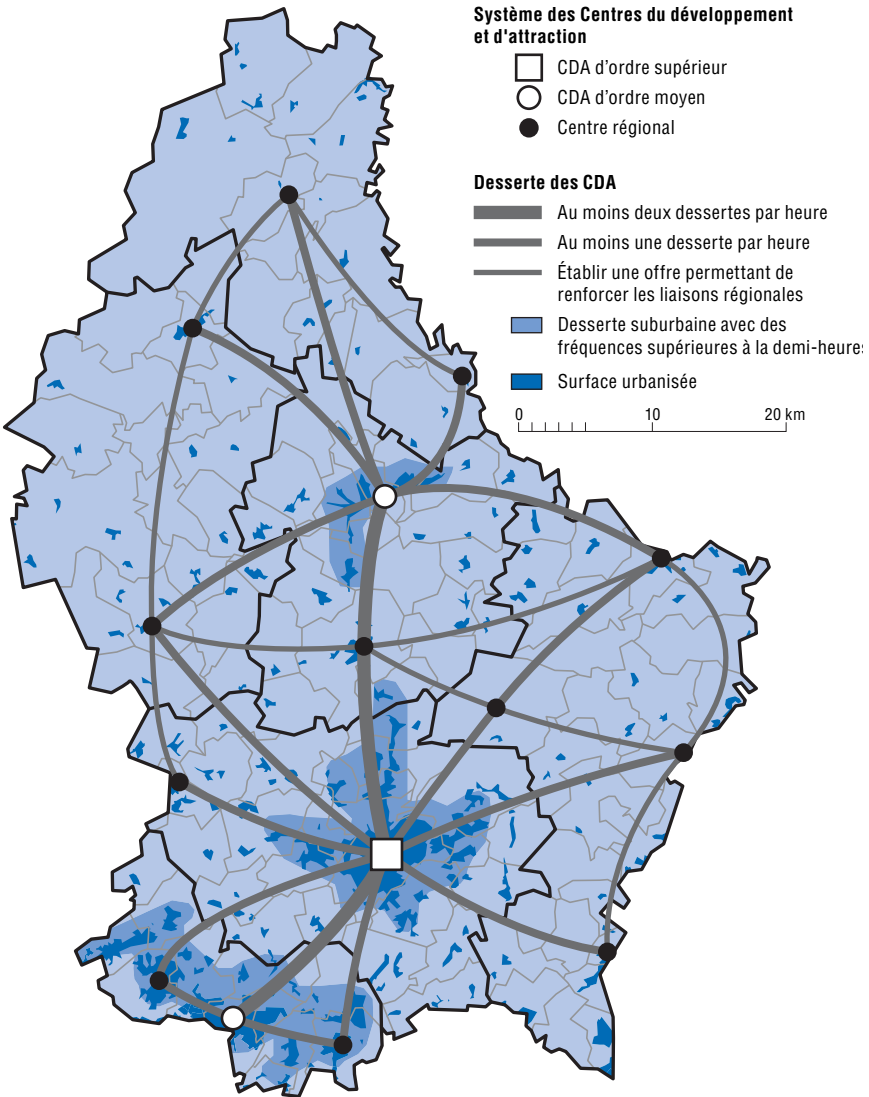 Système des Centres du développement
et d'attraction
CDA d'ordre supérieur
CDA d'ordre moyen
Centre régional
Desserte des CDA
Au moins deux dessertes par heure
Au moins une desserte par heure
Établir une offre permettant de
renforcer les liaisons régionales
Desserte suburbaine avec des
fréquences supérieures à la demi-heure
Surface urbanisée
0 10 20 km